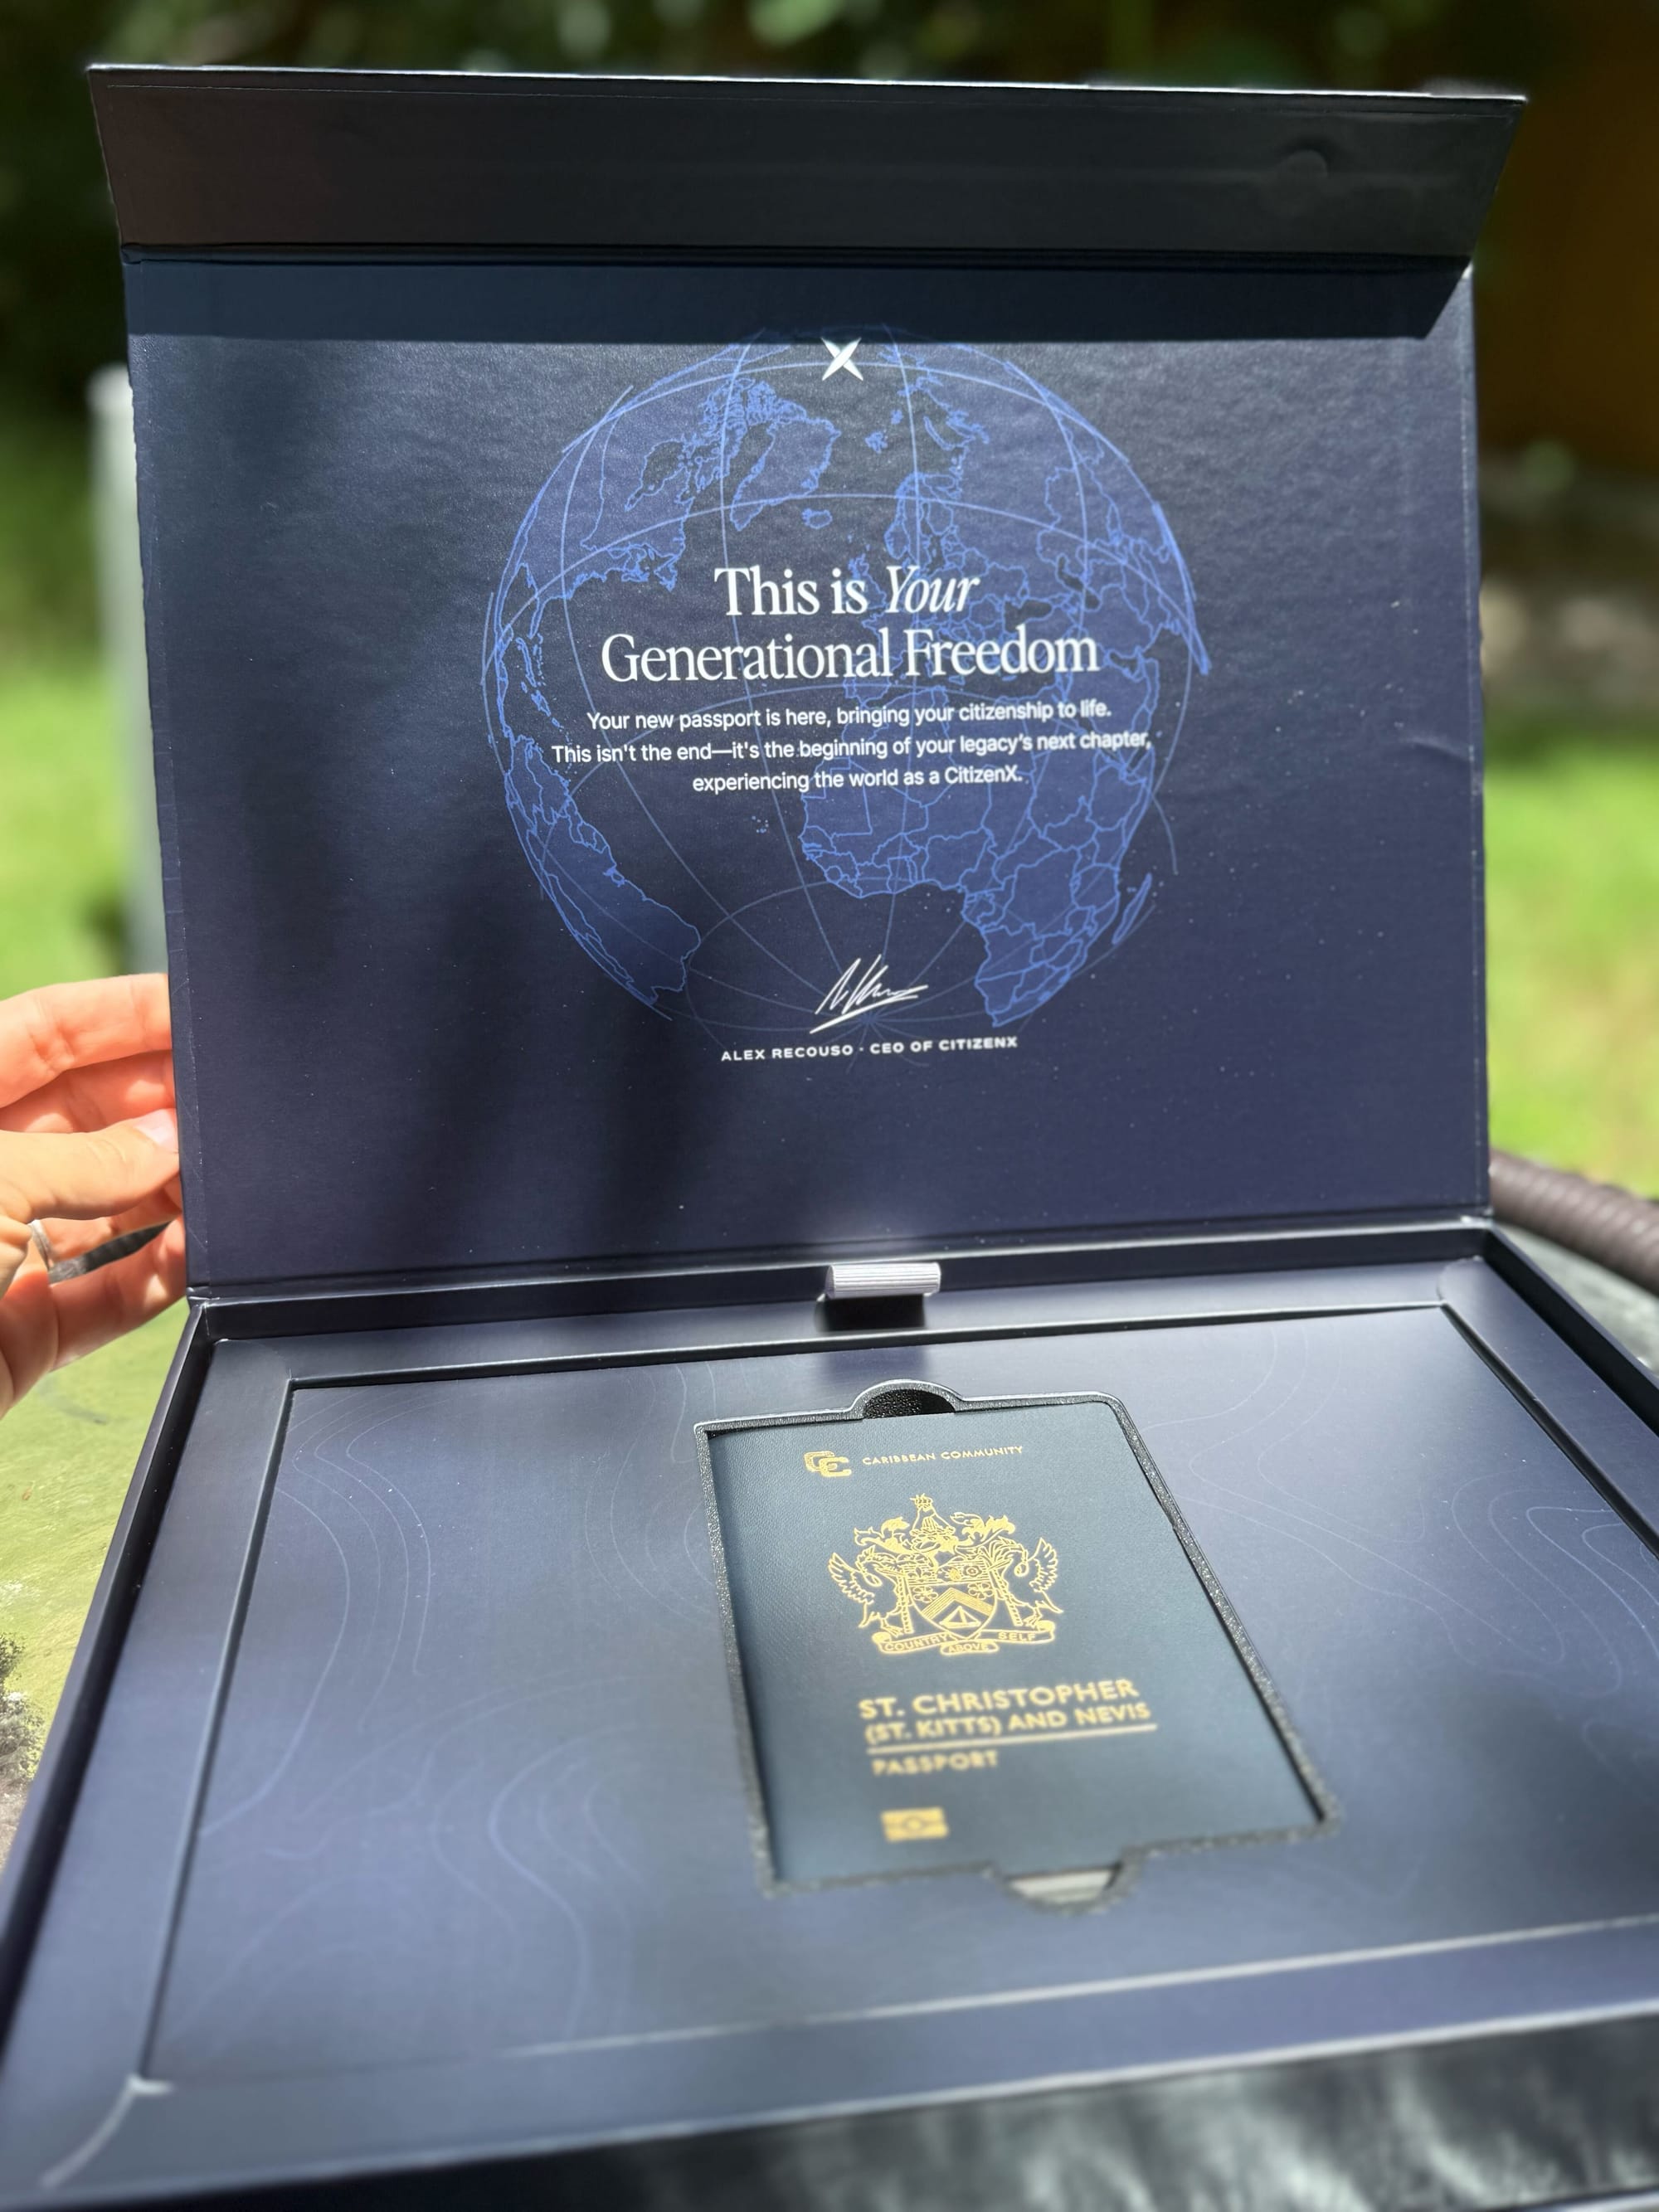 This is Your
Generational Freedom
Your new passport is here, bringing your citizenship to life.
This isn't the end—it's the beginning of your legacy’s next chapter,
experiencing the world as a CitizenX.
ALEX RECOUSO · CEO OF CITIZENX
CARIBBEAN COMMUNITY
COUNTRY ABOVE SELF
ST. CHRISTOPHER
(ST. KITTS) AND NEVIS
PASSPORT